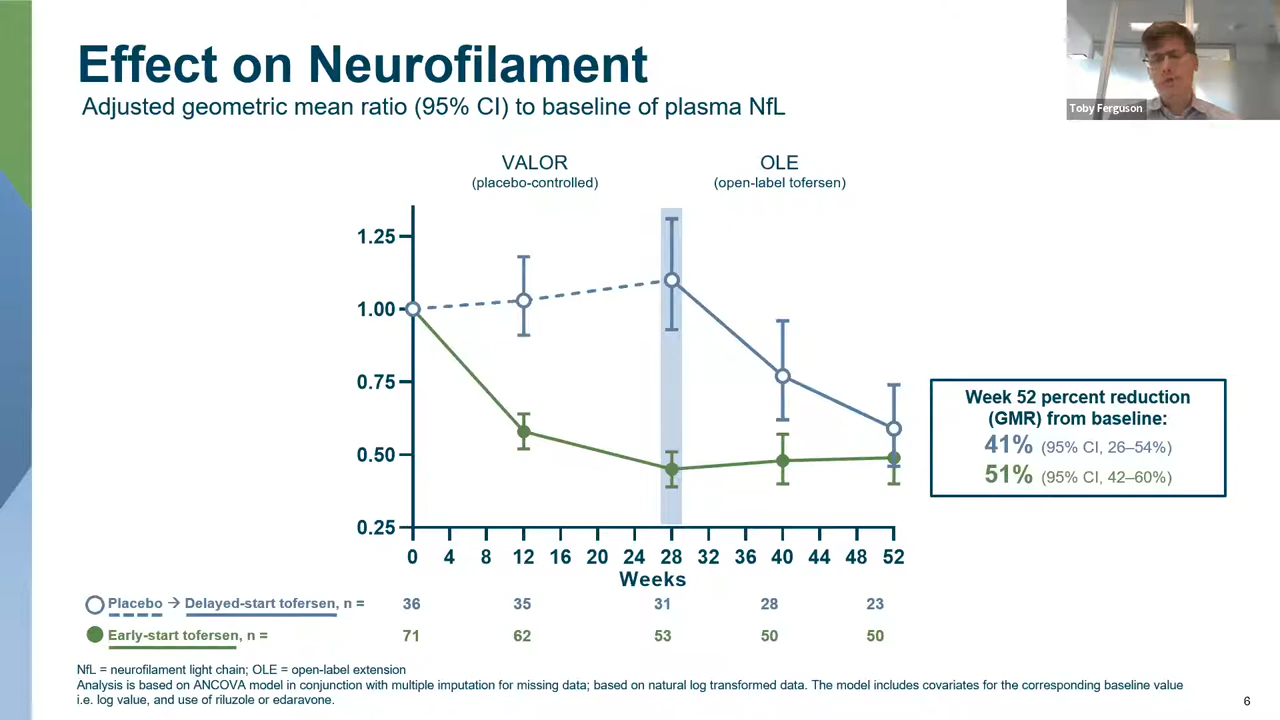 Effect on Neurofilament
Adjusted geometric mean ratio (95% CI) to baseline of plasma NfL
Toby Ferguson
VALOR
(placebo-controlled)
OLE
(open-label tofersen)
1.25
1.00
0.75
0.50
0.25
0 4 8 12 16 20 24 28 32 36 40 44 48 52
Weeks
Week 52 percent reduction
(GMR) from baseline:
41% (95% CI, 26–54%)
51% (95% CI, 42–60%)
Placebo → Delayed-start tofersen, n = 36 35 31 28 23
Early-start tofersen, n = 71 62 53 50 50
NfL = neurofilament light chain; OLE = open-label extension
Analysis is based on ANCOVA model in conjunction with multiple imputation for missing data; based on natural log transformed data. The model includes covariates for the corresponding baseline value
i.e. log value, and use of riluzole or edaravone.
6